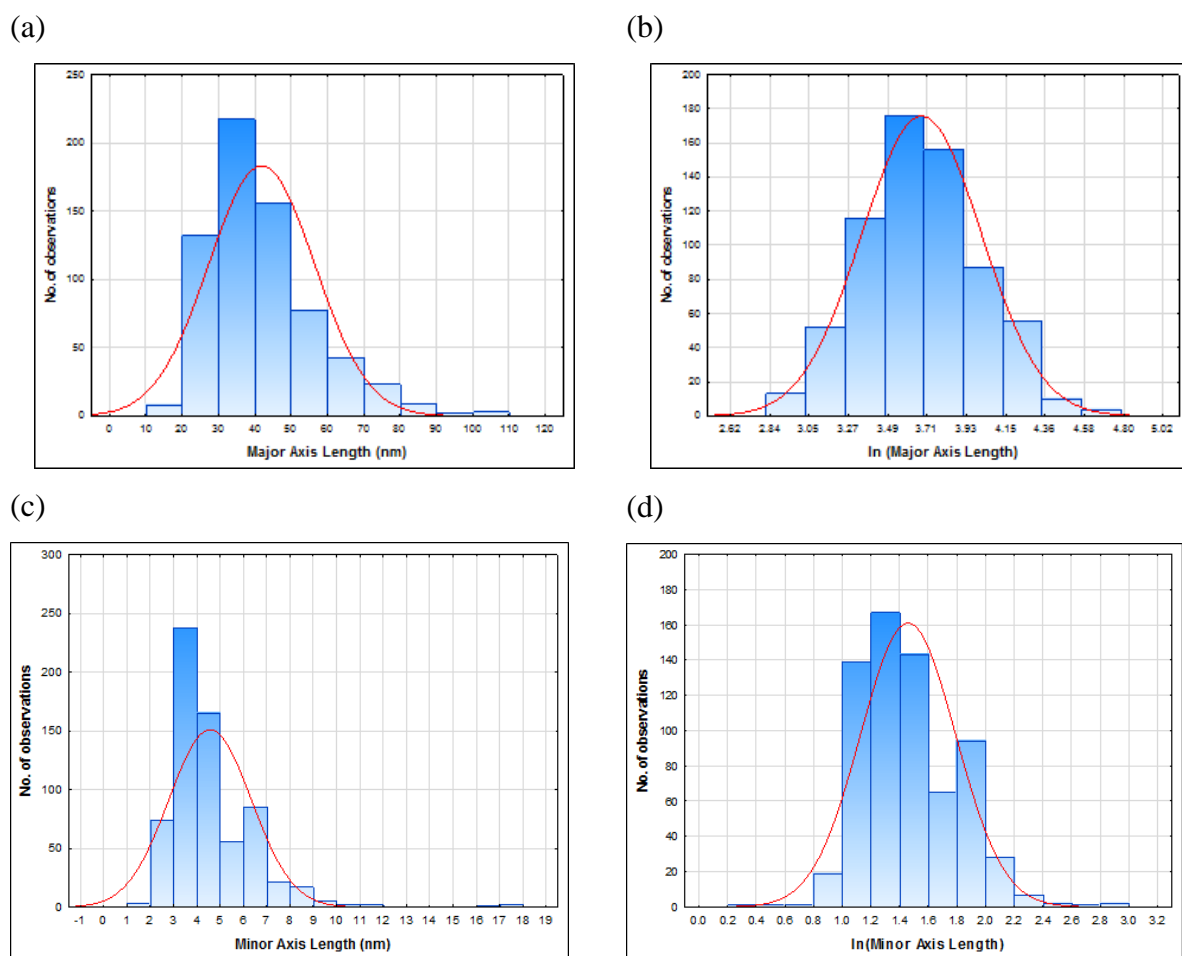 (a)
(b)
250
200
150
100
50
0
No. of observations
0 10 20 30 40 50 60 70 80 90 100 110 120
Major Axis Length (nm)
200
180
160
140
120
100
80
60
40
20
0
No. of observations
2.62 2.84 3.05 3.27 3.49 3.71 3.93 4.15 4.36 4.58 4.80 5.02
ln (Major Axis Length)
(c)
(d)
300
250
200
150
100
50
0
No. of observations
-1 0 1 2 3 4 5 6 7 8 9 10 11 12 13 14 15 16 17 18 19
Minor Axis Length (nm)
200
180
160
140
120
100
80
60
40
20
0
No. of observations
0.0 0.2 0.4 0.6 0.8 1.0 1.2 1.4 1.6 1.8 2.0 2.2 2.4 2.6 2.8 3.0 3.2
ln(Minor Axis Length)